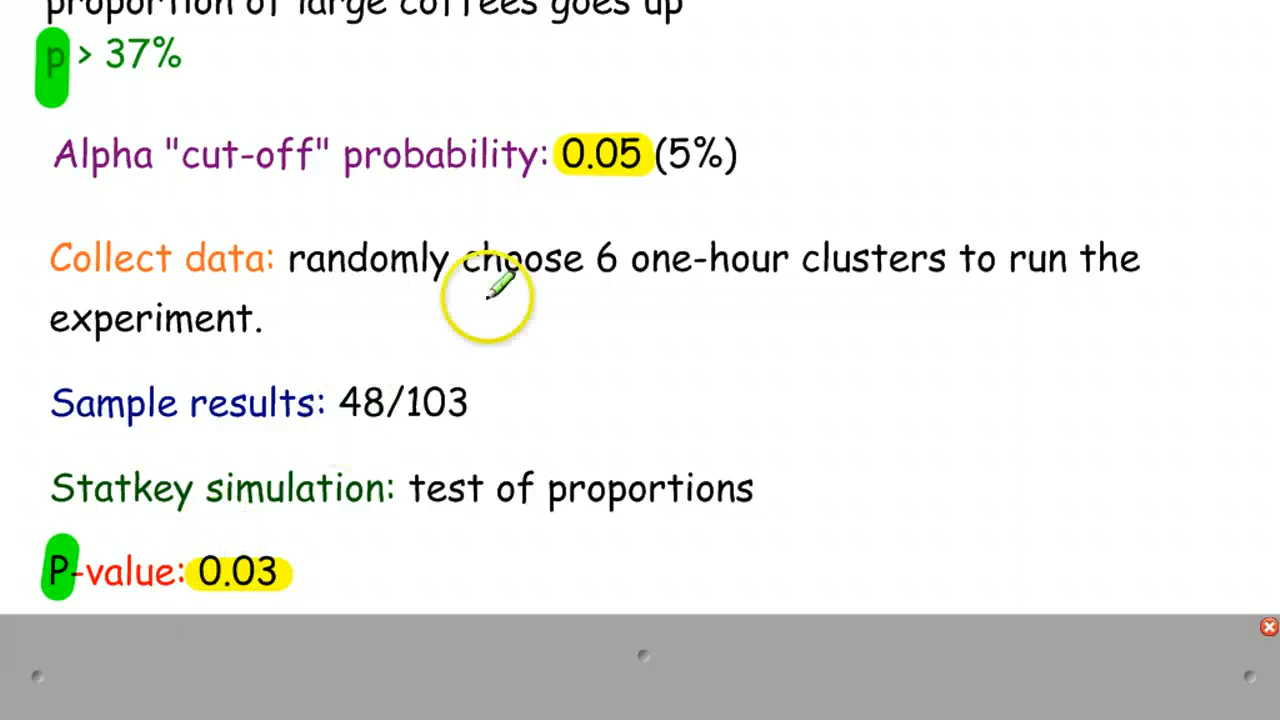 proportion of large coffees goes up
p > 37%
Alpha "cut-off" probability: 0.05 (5%)
Collect data: randomly choose 6 one-hour clusters to run the
experiment.
Sample results: 48/103
Statkey simulation: test of proportions
P-value: 0.03